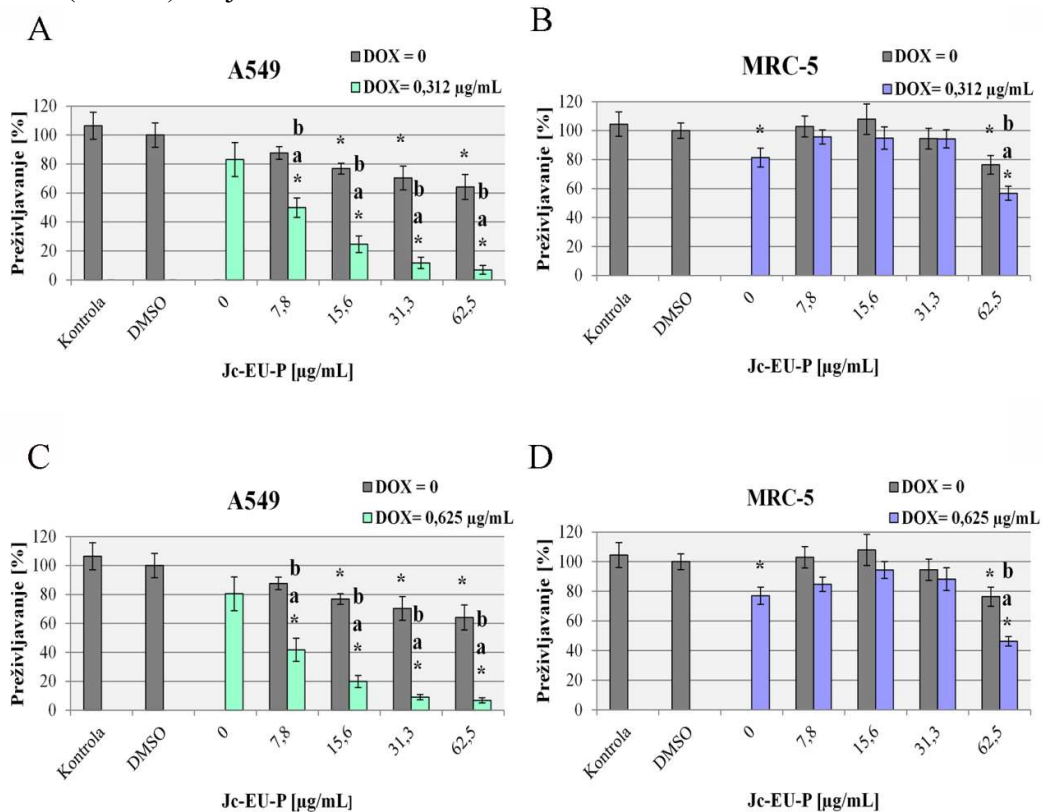 A
A549
DOX = 0
DOX= 0,312 µg/mL
Preživljavanje [%]
120
100
80
60
40
20
0
b
a
*
*
b
a
*
*
b
a
*
*
b
a
*
Kontrola
DMSO
0
7,8
15,6
31,3
62,5
Jc-EU-P [µg/mL]
B
MRC-5
DOX = 0
DOX= 0,312 µg/mL
Preživljavanje [%]
120
100
80
60
40
20
0
*
* b
a
*
Kontrola
DMSO
0
7,8
15,6
31,3
62,5
Jc-EU-P [µg/mL]
C
A549
DOX = 0
DOX= 0,625 µg/mL
Preživljavanje [%]
120
100
80
60
40
20
0
b
a
*
*
b
a
*
*
b
a
*
*
b
a
*
Kontrola
DMSO
0
7,8
15,6
31,3
62,5
Jc-EU-P [µg/mL]
D
MRC-5
DOX = 0
DOX= 0,625 µg/mL
Preživljavanje [%]
120
100
80
60
40
20
0
*
* b
a
*
Kontrola
DMSO
0
7,8
15,6
31,3
62,5
Jc-EU-P [µg/mL]